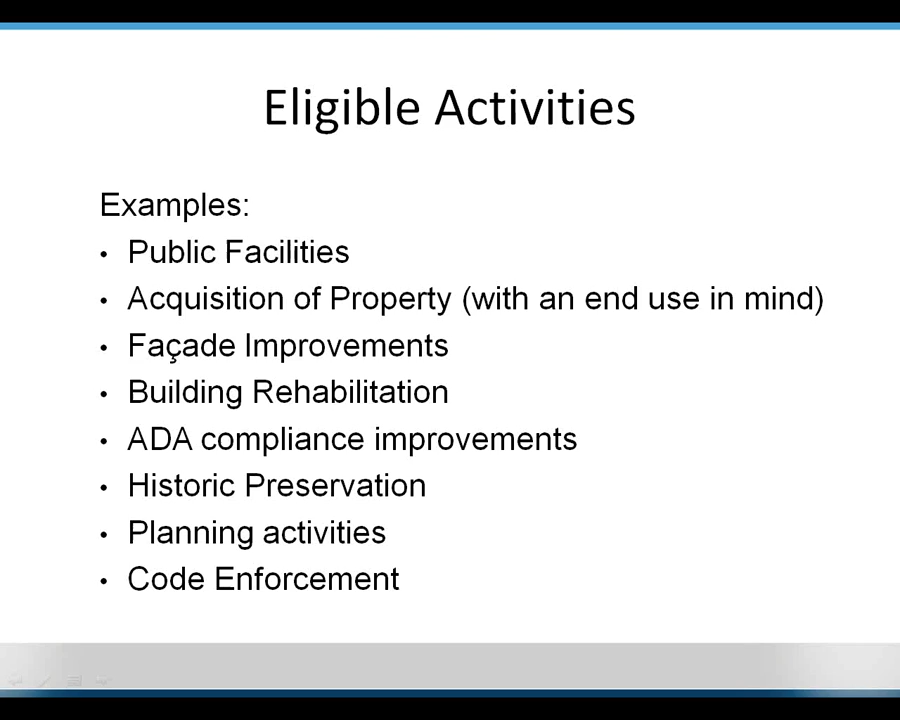 Eligible Activities
Examples:
• Public Facilities
• Acquisition of Property (with an end use in mind)
• Façade Improvements
• Building Rehabilitation
• ADA compliance improvements
• Historic Preservation
• Planning activities
• Code Enforcement